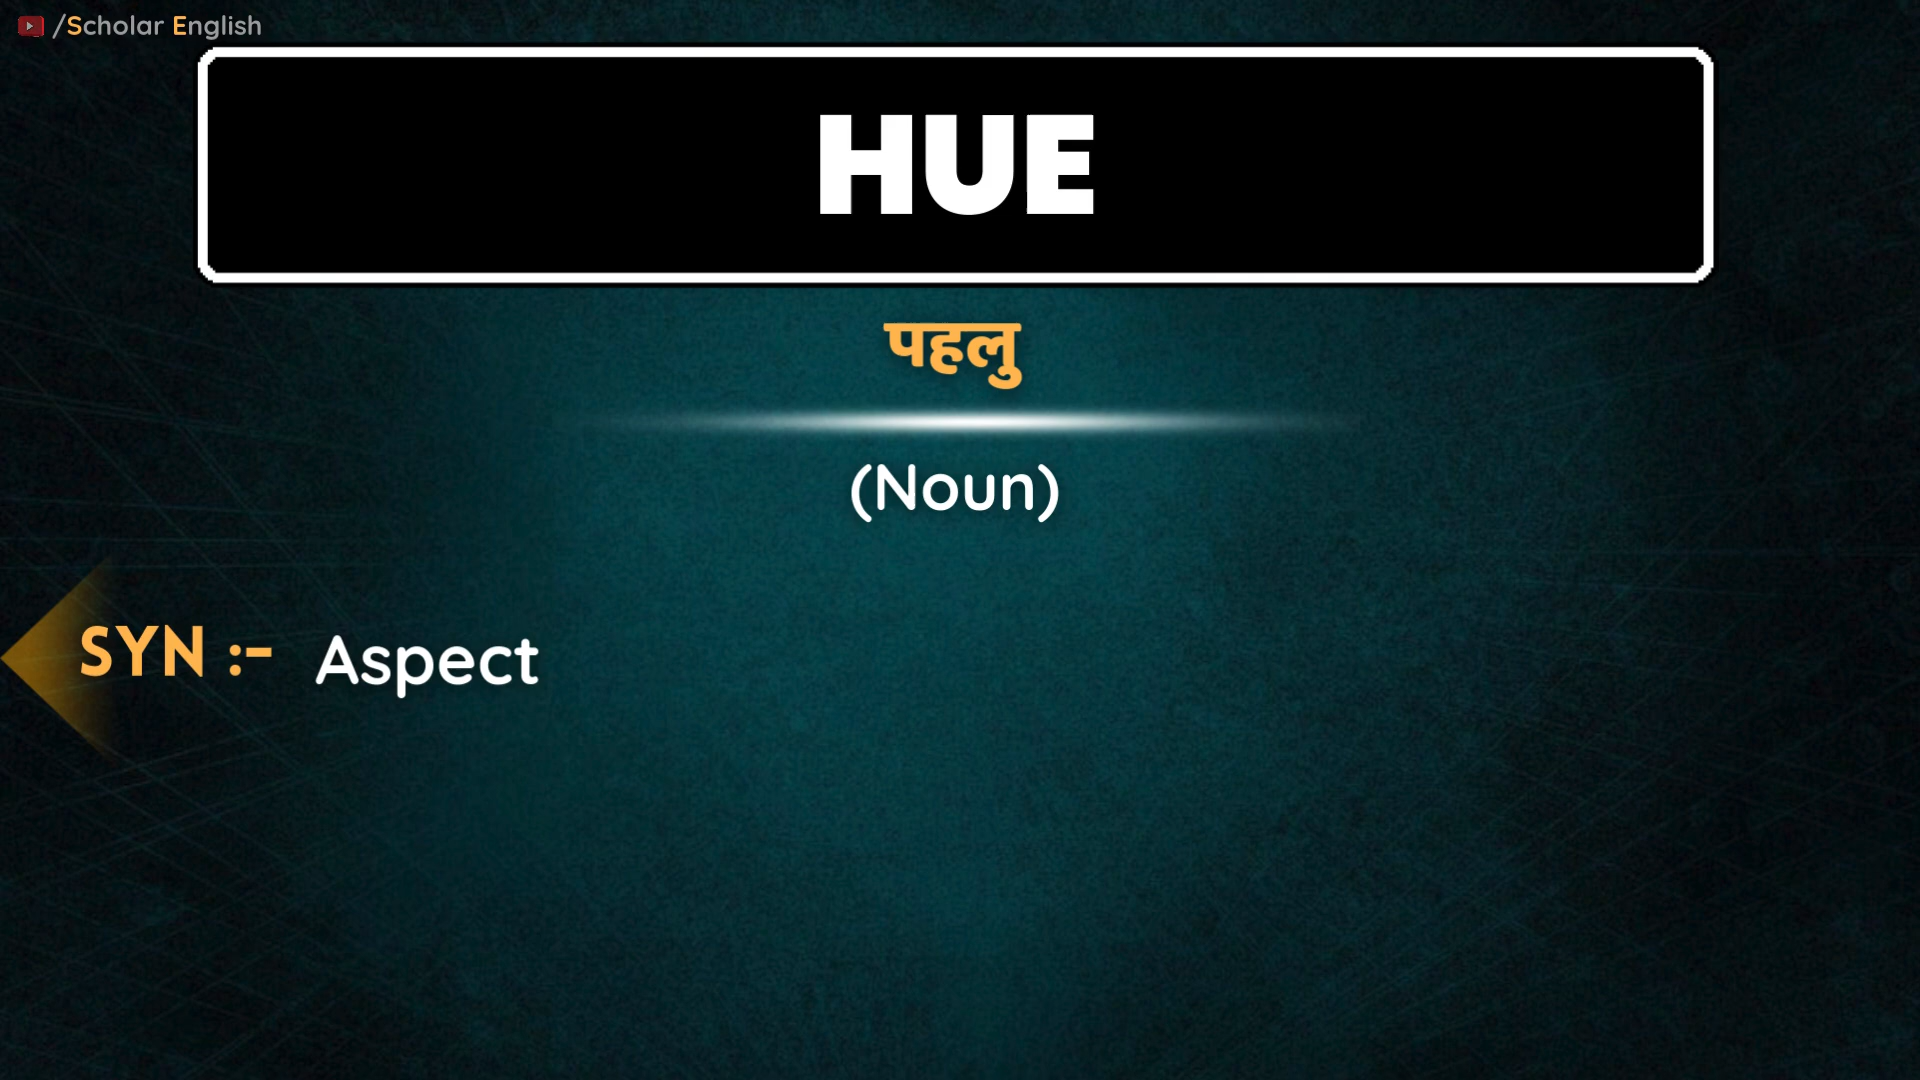 /Scholar English
HUE
पहलु
(Noun)
SYN :- Aspect